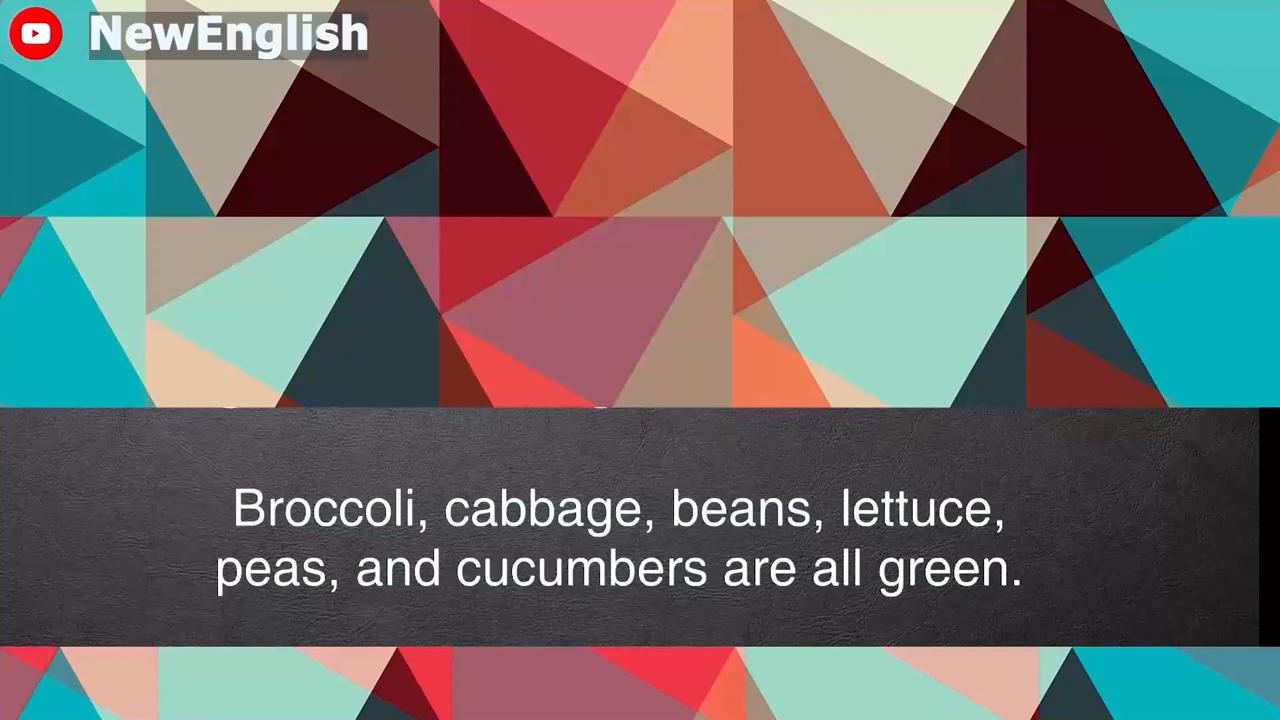 NewEnglish
Broccoli, cabbage, beans, lettuce,
peas, and cucumbers are all green.